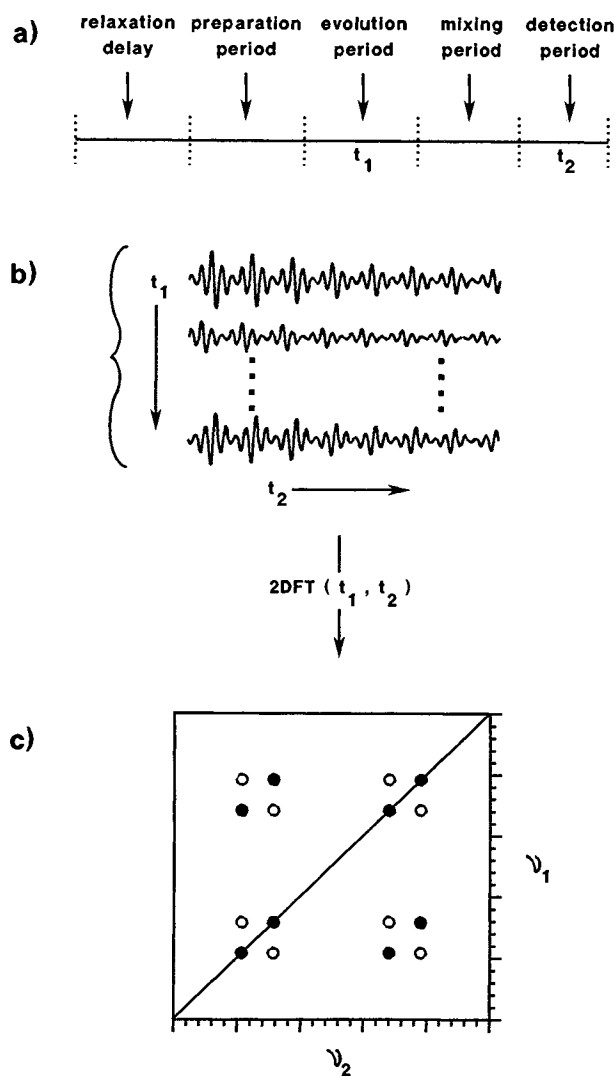 a)
relaxation delay
preparation period
evolution period
mixing period
detection period
t1
t2
b)
t1
t2
2DFT ( t1 , t2 )
c)
ν1
ν2